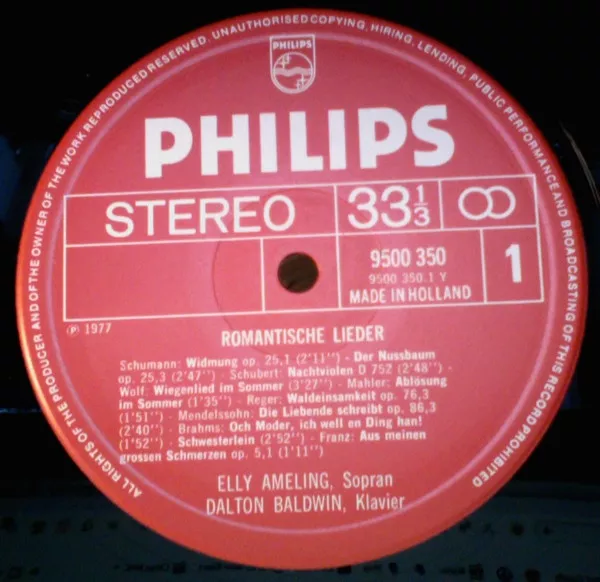 ALL RIGHTS OF THE PRODUCER AND OF THE OWNER OF THE WORK REPRODUCED RESERVED. UNAUTHORISED COPYING, HIRING, LENDING, PUBLIC PERFORMANCE AND BROADCASTING OF THIS RECORD PROHIBITED
PHILIPS
PHILIPS
STEREO
33 1/3
9500 350
9500 350.1 Y
MADE IN HOLLAND
1
℗ 1977
ROMANTISCHE LIEDER
Schumann: Widmung op. 25,1 (2'11'') - Der Nussbaum
op. 25,3 (2'47'') - Schubert: Nachtviolen D 752 (2'48'') -
Wolf: Wiegenlied im Sommer (3'27'') - Mahler: Ablösung
im Sommer (1'35'') - Reger: Waldeinsamkeit op. 76,3
(1'51'') - Mendelssohn: Die Liebende schreibt op. 86,3
(2'40'') - Brahms: Och Moder, ich well en Ding han!
(1'52'') - Schwesterlein (2'52'') - Franz: Aus meinen
grossen Schmerzen op. 5,1 (1'11'')
ELLY AMELING, Sopran
DALTON BALDWIN, Klavier